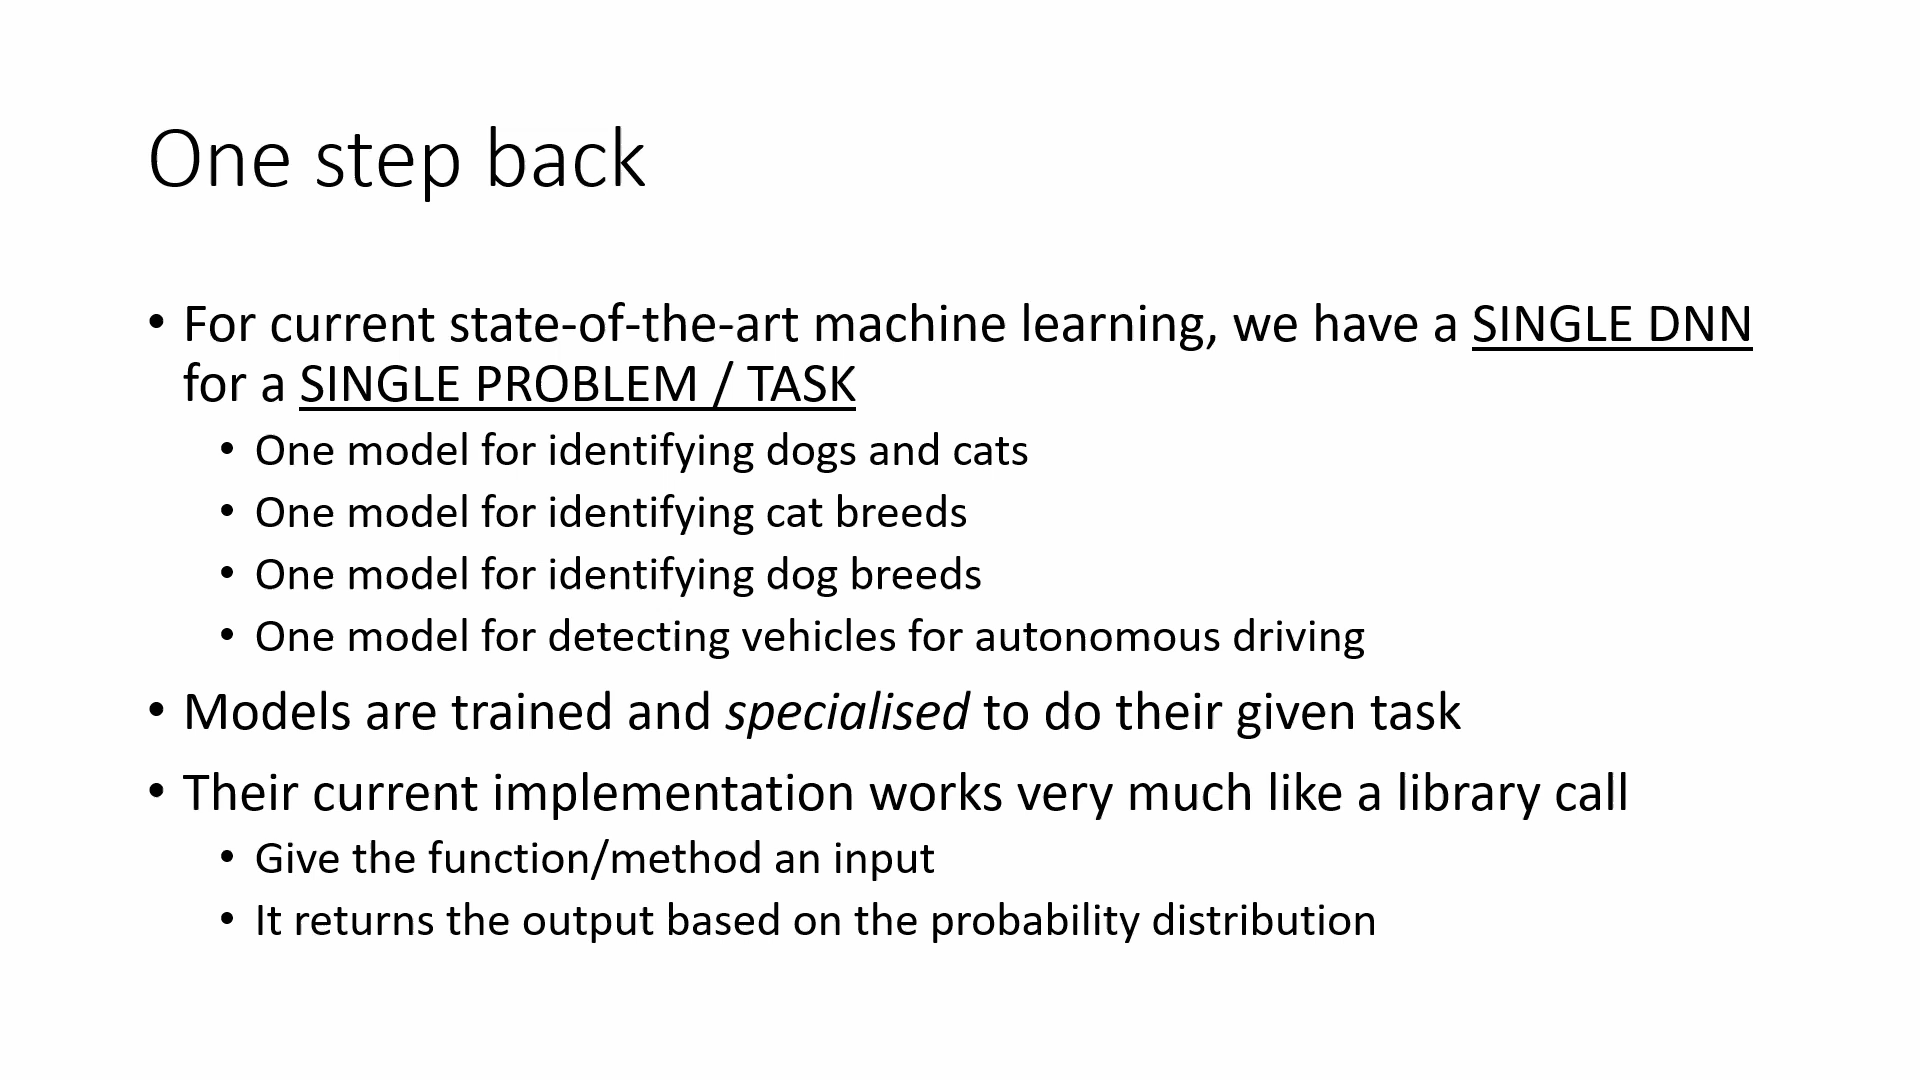 One step back
• For current state-of-the-art machine learning, we have a SINGLE DNN
for a SINGLE PROBLEM / TASK
• One model for identifying dogs and cats
• One model for identifying cat breeds
• One model for identifying dog breeds
• One model for detecting vehicles for autonomous driving
• Models are trained and specialised to do their given task
• Their current implementation works very much like a library call
• Give the function/method an input
• It returns the output based on the probability distribution